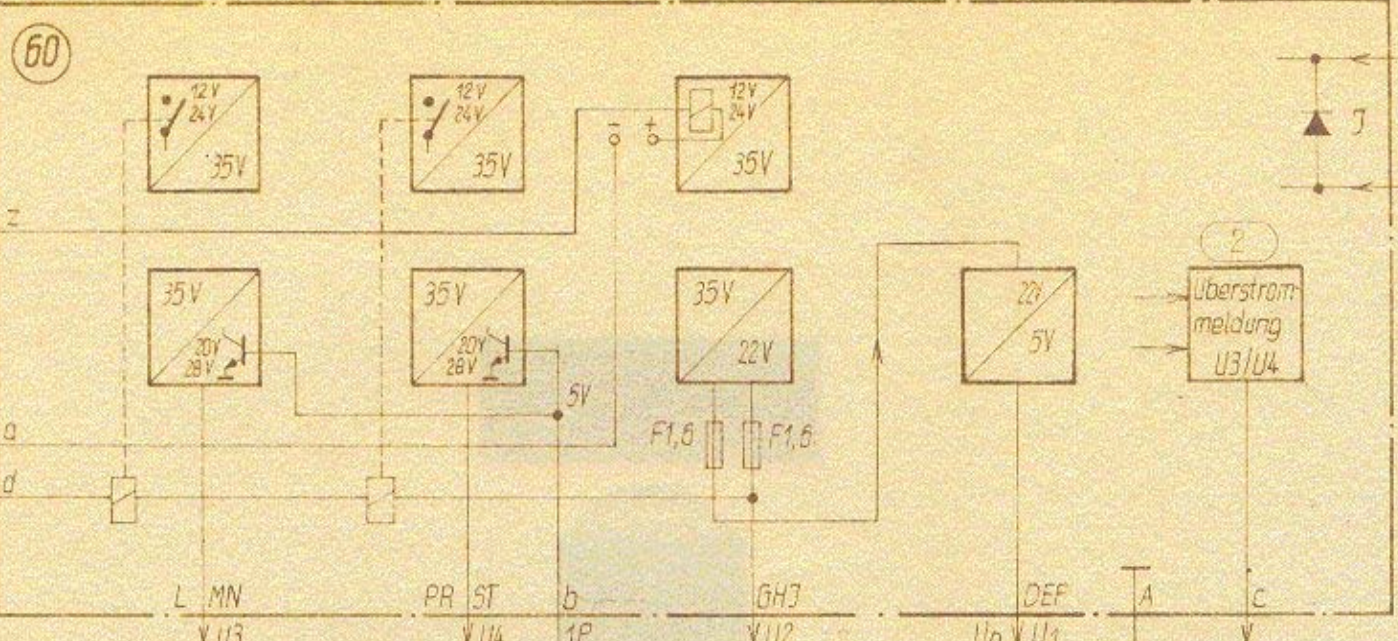 60
12V
24V
35V
12V
24V
35V
12V
24V
35V
- +
J
z
2
35V
20V
28V
35V
20V
28V
35V
22V
5V
Überstrom-
meldung
U3/U4
5V
a
F1,6 F1,6
d
L MN PR ST b GHJ DEF A c
U3 U4 1P U2 Un U1